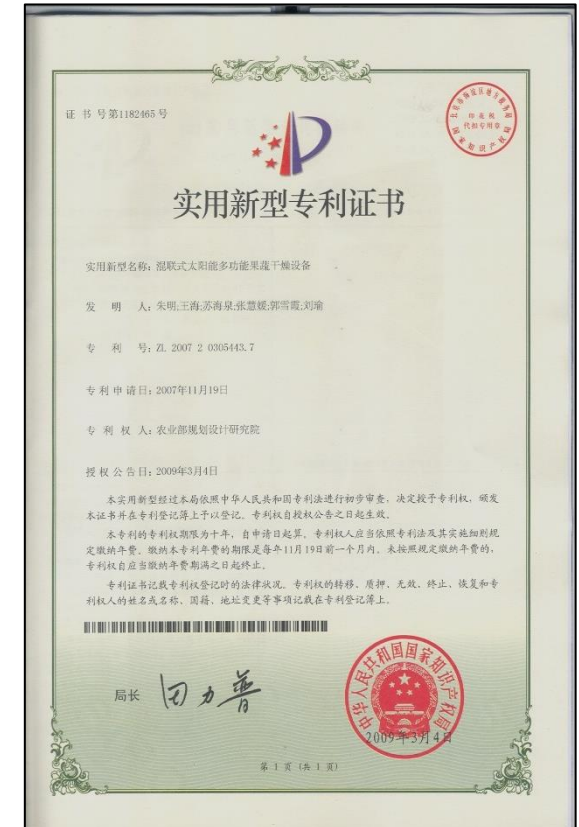 证 书 号第1182465号
印 花 税
代扣专用章
实用新型专利证书
实用新型名称：混联式太阳能多功能果蔬干燥设备
发 明 人：朱明;王海;苏海泉;张慧媛;郭雪霞;刘瑜
专 利 号：ZL 2007 2 0305443.7
专 利 申 请 日：2007年11月19日
专 利 权 人：农业部规划设计研究院
授 权 公 告 日：2009年3月4日
本实用新型经过本局依照中华人民共和国专利法进行初步审查，决定授予专利权，颁发
本证书并在专利登记簿上予以登记。专利权自授权公告之日起生效。
本专利的专利权期限为十年，自申请日起算。专利权人应当依照专利法及其实施细则规
定缴纳年费。缴纳本专利年费的期限是每年11月19日前一个月内。未按照规定缴纳年费的，
专利权自应当缴纳年费期满之日起终止。
专利证书记载专利权登记时的法律状况。专利权的转移、质押、无效、终止、恢复和专
利权人的姓名或名称、国籍、地址变更等事项记载在专利登记簿上。
局长 田力普
中华人民共和国国家知识产权局
2009年3月4日
第 1 页 (共 1 页)